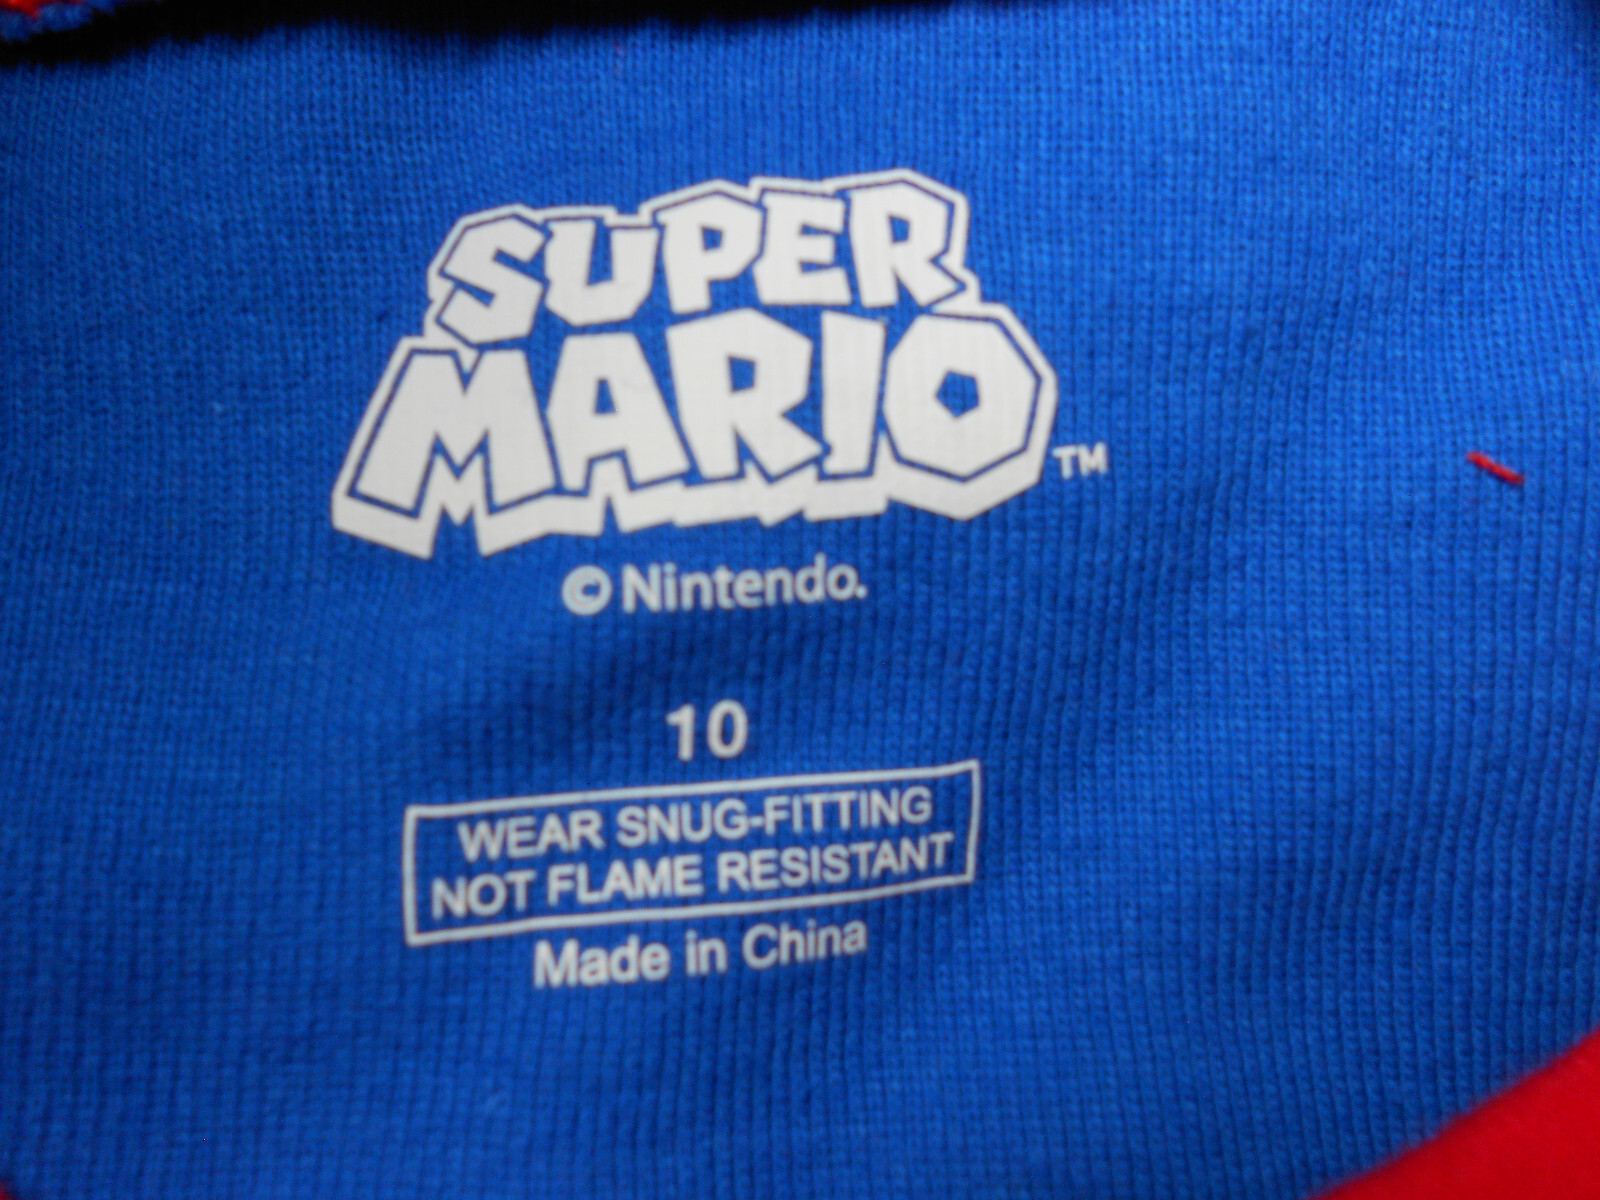 SUPER
MARIO™
© Nintendo.
10
WEAR SNUG-FITTING
NOT FLAME RESISTANT
Made in China